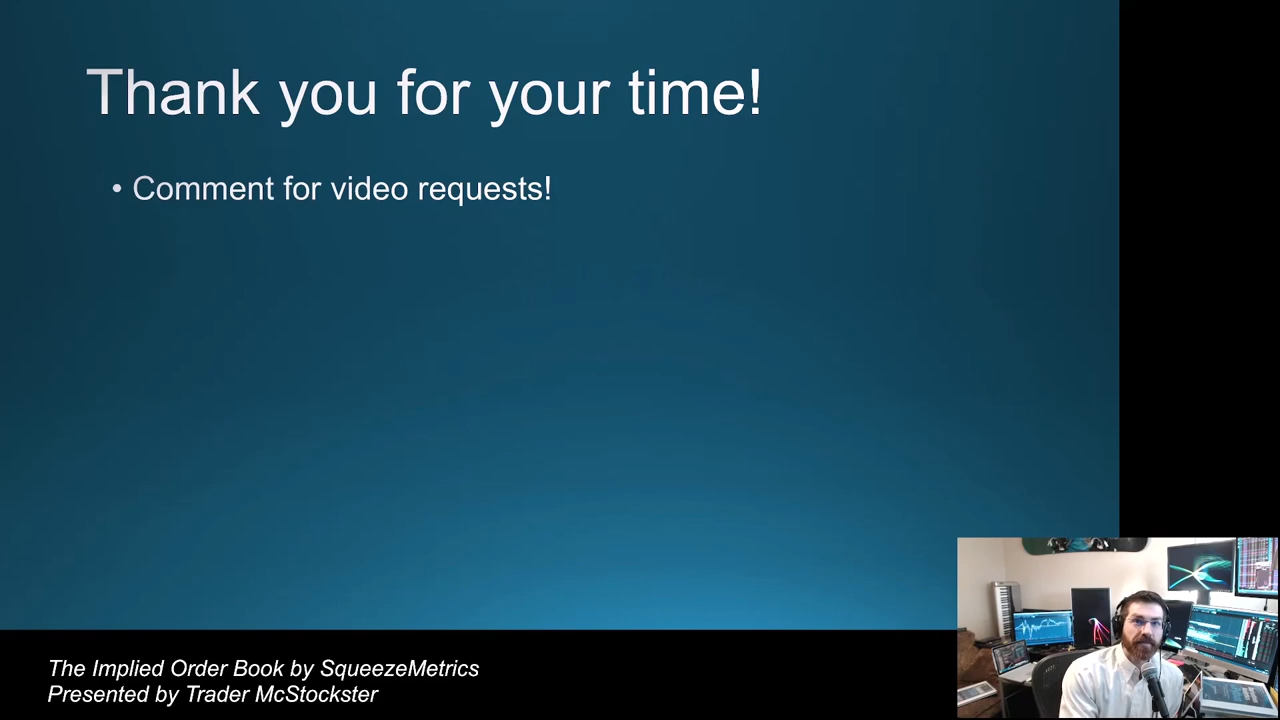 Thank you for your time!
• Comment for video requests!
The Implied Order Book by SqueezeMetrics
Presented by Trader McStockster